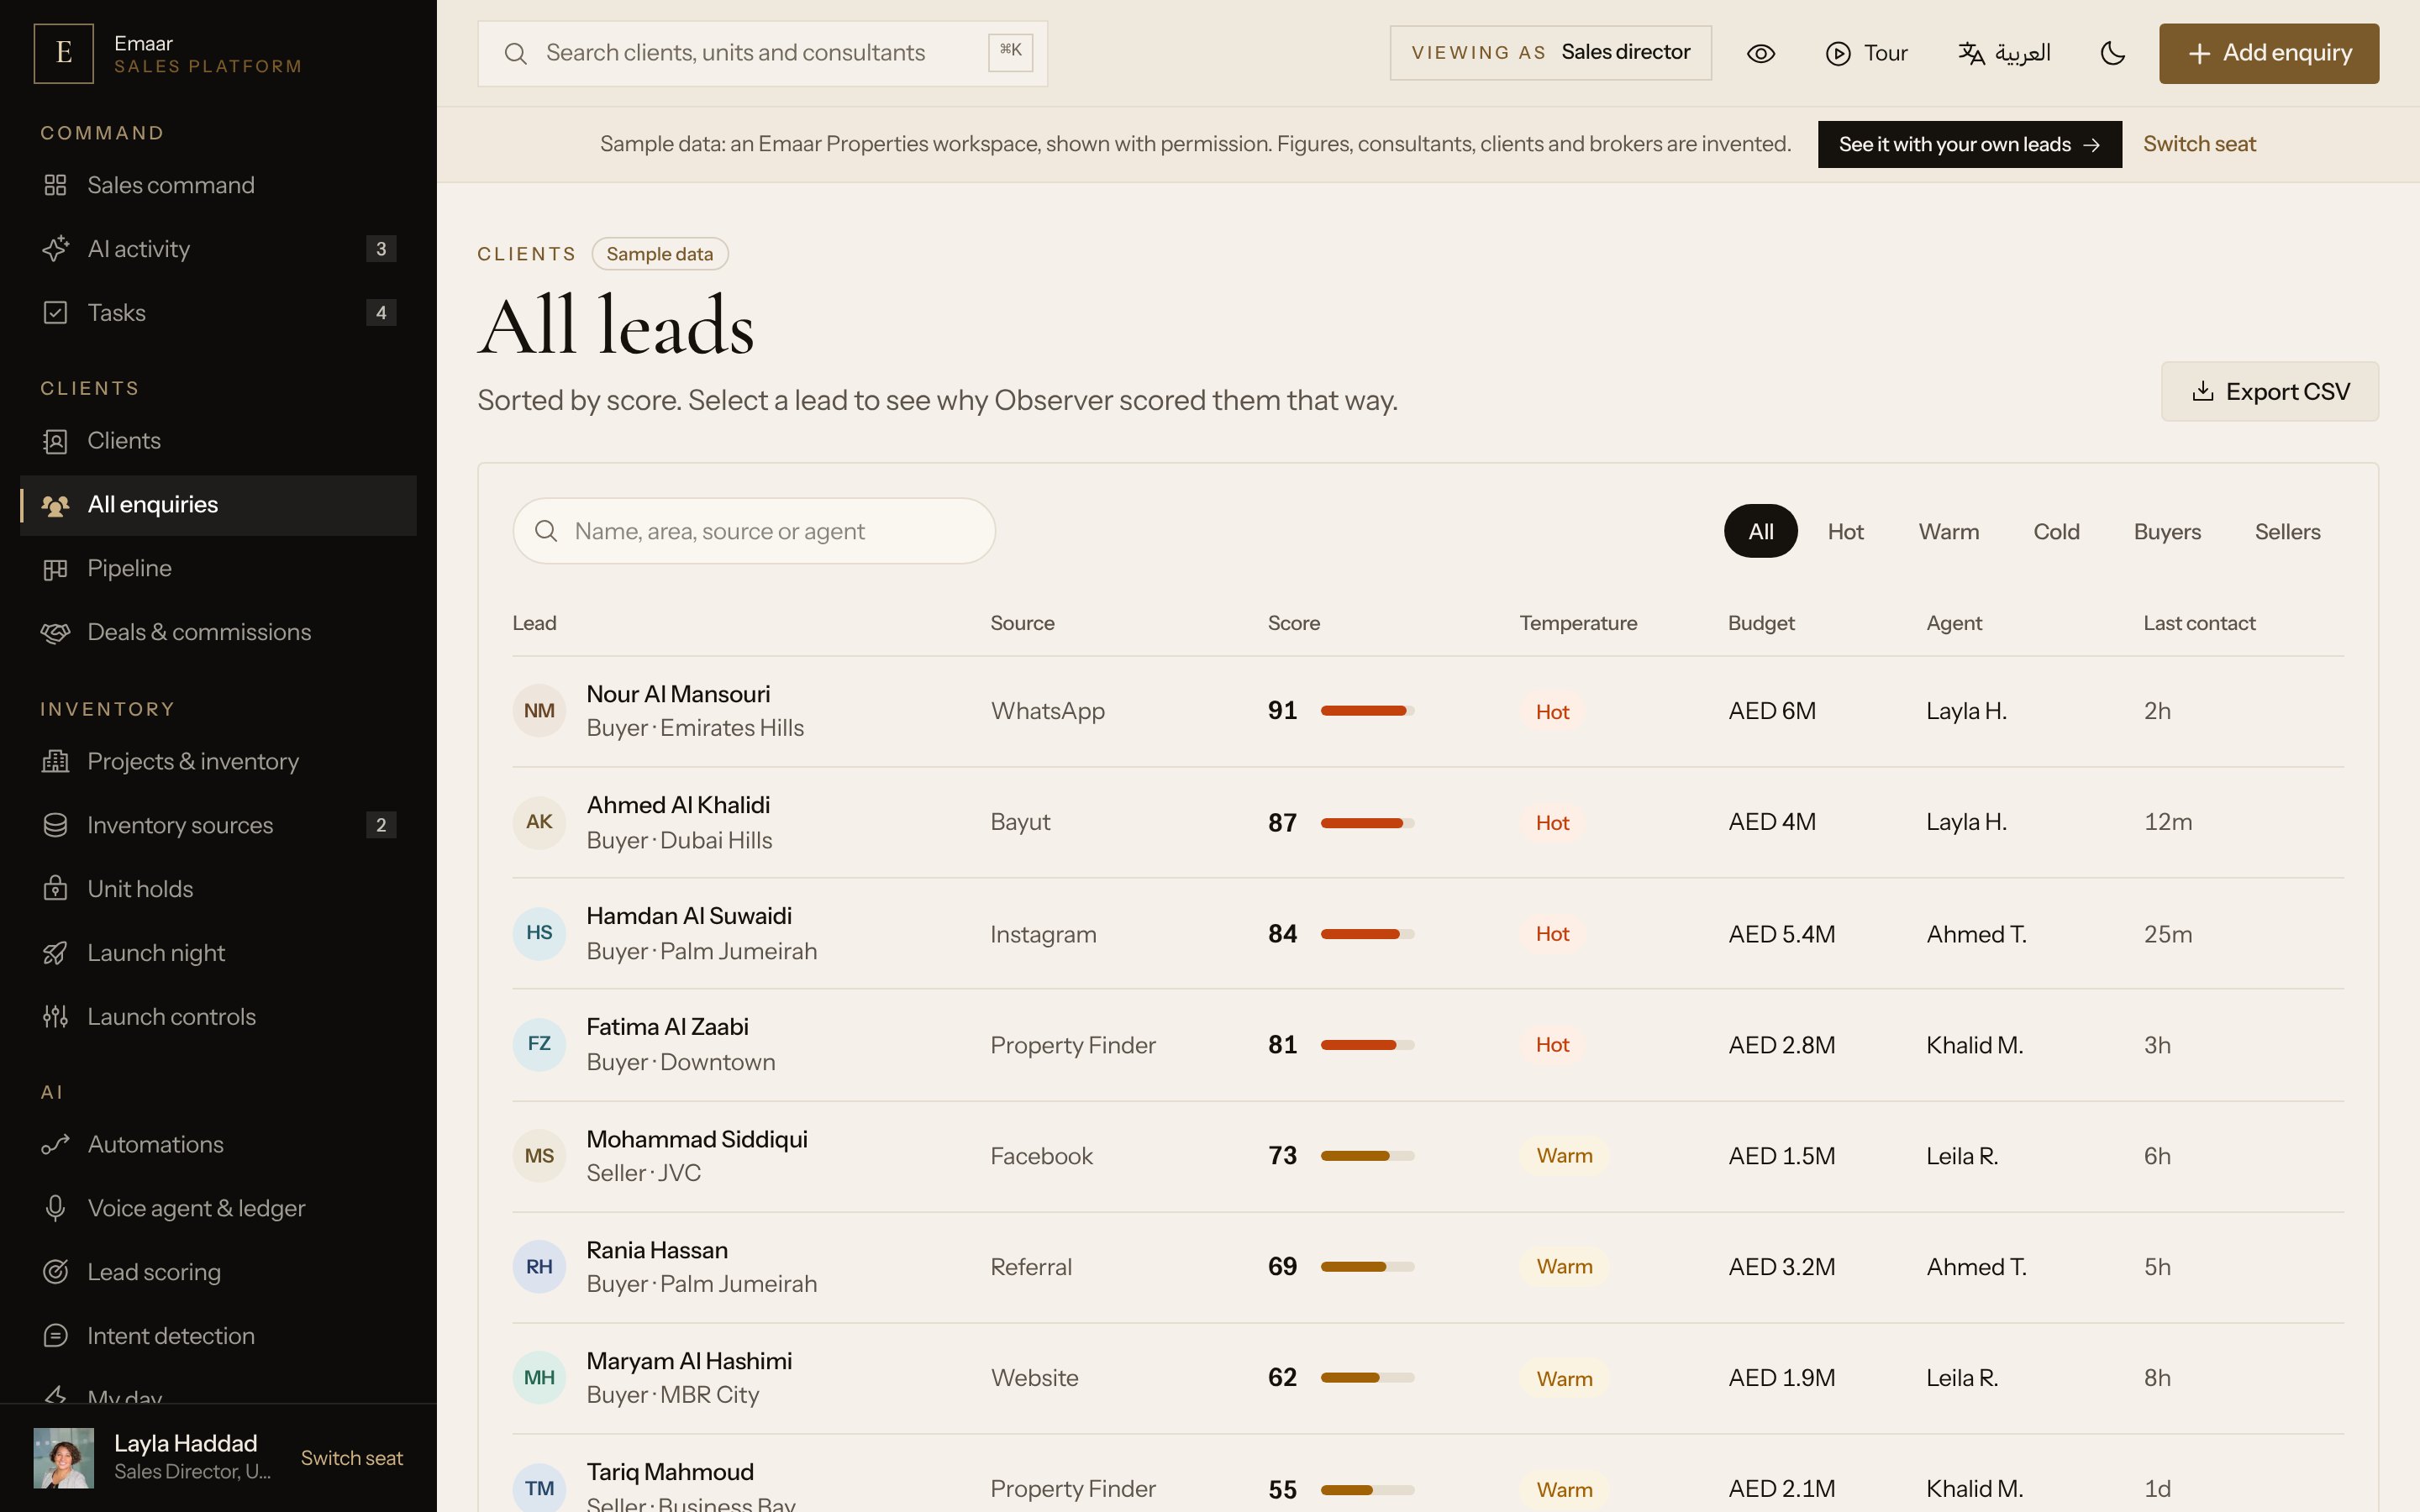 E
Emaar
SALES PLATFORM
COMMAND
Sales command
AI activity 3
Tasks 4
CLIENTS
Clients
All enquiries
Pipeline
Deals & commissions
INVENTORY
Projects & inventory
Inventory sources 2
Unit holds
Launch night
Launch controls
AI
Automations
Voice agent & ledger
Lead scoring
Intent detection
My day
Layla Haddad
Sales Director, U...
Switch seat
Search clients, units and consultants ⌘K
VIEWING AS Sales director
Tour
العربية
Add enquiry
Sample data: an Emaar Properties workspace, shown with permission. Figures, consultants, clients and brokers are invented.
See it with your own leads →
Switch seat
CLIENTS Sample data
All leads
Sorted by score. Select a lead to see why Observer scored them that way.
Export CSV
Name, area, source or agent
All Hot Warm Cold Buyers Sellers
Lead Source Score Temperature Budget Agent Last contact
NM Nour Al Mansouri WhatsApp 91 Hot AED 6M Layla H. 2h
Buyer · Emirates Hills
AK Ahmed Al Khalidi Bayut 87 Hot AED 4M Layla H. 12m
Buyer · Dubai Hills
HS Hamdan Al Suwaidi Instagram 84 Hot AED 5.4M Ahmed T. 25m
Buyer · Palm Jumeirah
FZ Fatima Al Zaabi Property Finder 81 Hot AED 2.8M Khalid M. 3h
Buyer · Downtown
MS Mohammad Siddiqui Facebook 73 Warm AED 1.5M Leila R. 6h
Seller · JVC
RH Rania Hassan Referral 69 Warm AED 3.2M Ahmed T. 5h
Buyer · Palm Jumeirah
MH Maryam Al Hashimi Website 62 Warm AED 1.9M Leila R. 8h
Buyer · MBR City
TM Tariq Mahmoud Property Finder 55 Warm AED 2.1M Khalid M. 1d
Seller · Business Bay